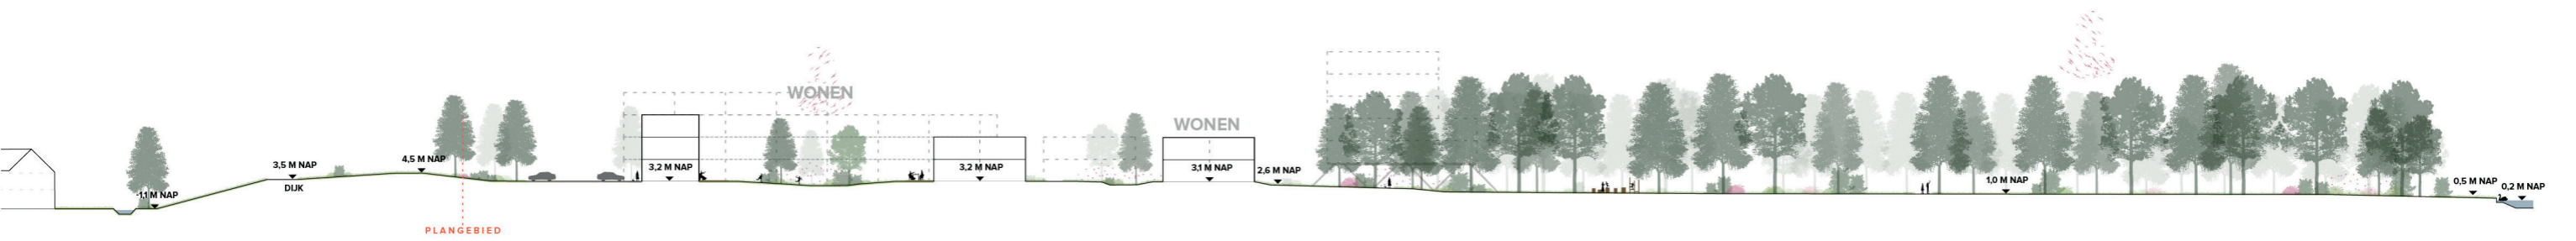 -1,1 M NAP
3,5 M NAP
DIJK
4,5 M NAP
PLANGEBIED
3,2 M NAP
WONEN
3,2 M NAP
WONEN
3,1 M NAP
2,6 M NAP
1,0 M NAP
0,5 M NAP
0,2 M NAP